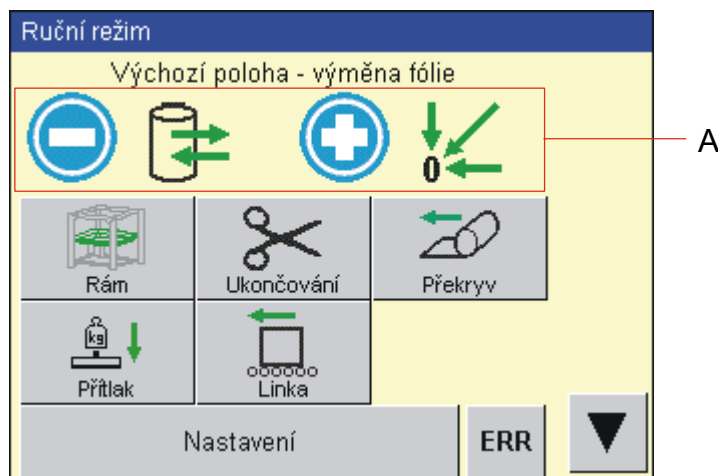 Ruční režim
Výchozí poloha - výměna fólie
A
0
Rám
Ukončování
Překryv
kg
Přítlak
Linka
Nastavení
ERR